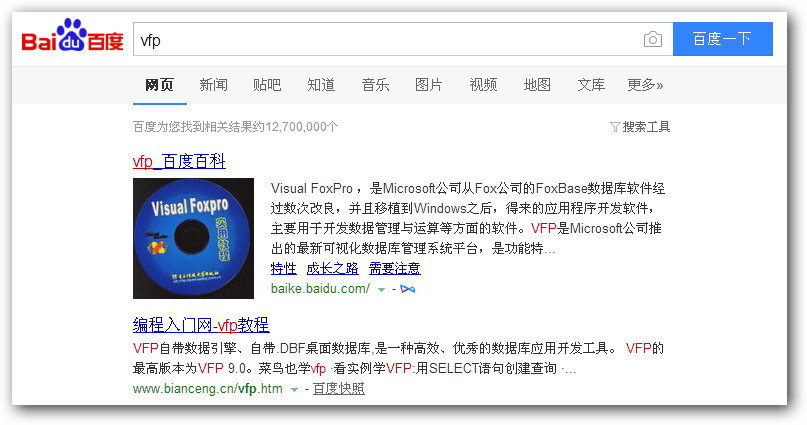 Bai du 百度
vfp
百度一下
网页 新闻 贴吧 知道 音乐 图片 视频 地图 文库 更多»
百度为您找到相关结果约12,700,000个
搜索工具
vfp_百度百科
Visual Foxpro
实用教程
Visual FoxPro ，是Microsoft公司从Fox公司的FoxBase数据库软件经
过数次改良，并且移植到Windows之后，得来的应用程序开发软件，
主要用于开发数据管理与运算等方面的软件。VFP是Microsoft公司推
出的最新可视化数据库管理系统平台，是功能特...
特性 成长之路 需要注意
baike.baidu.com/ -
编程入门网-vfp教程
VFP自带数据引擎、自带.DBF桌面数据库,是一种高效、优秀的数据库应用开发工具。 VFP的
最高版本为VFP 9.0。菜鸟也学vfp ·看实例学VFP:用SELECT语句创建查询 ·...
www.bianceng.cn/vfp.htm - 百度快照